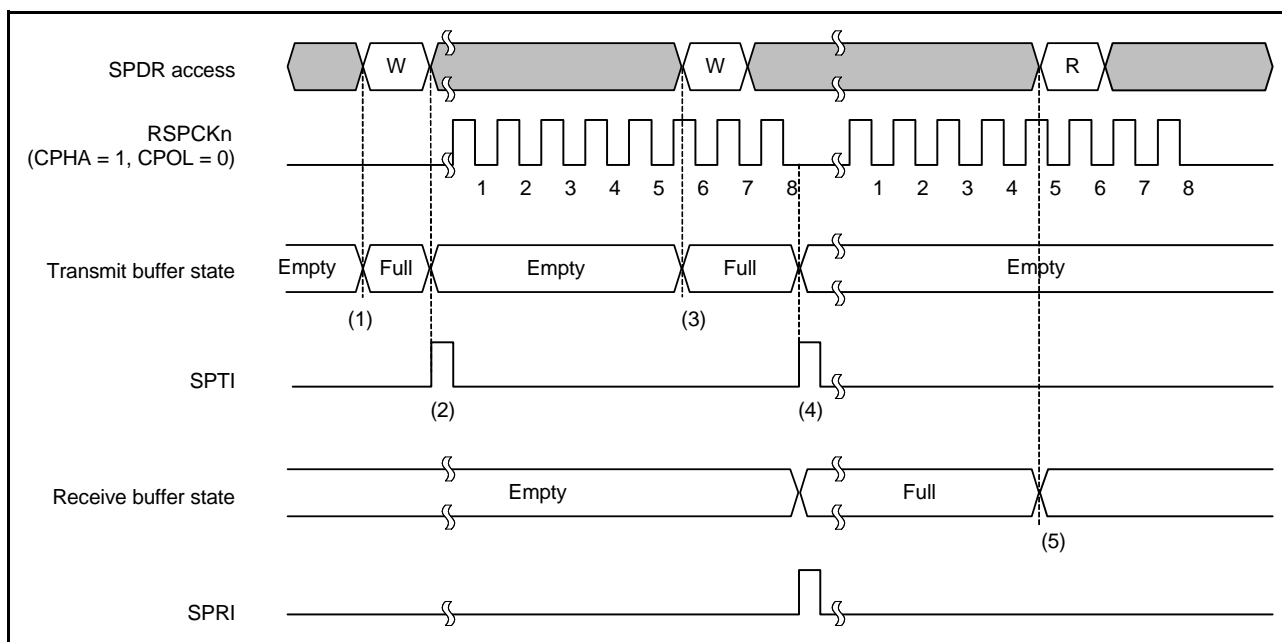 SPDR access
W
W
R
RSPCKn
(CPHA = 1, CPOL = 0)
1 2 3 4 5 6 7 8 1 2 3 4 5 6 7 8
Transmit buffer state
Empty Full Empty Full Empty
(1) (3)
SPTI
(2) (4)
Receive buffer state
Empty Full
(5)
SPRI